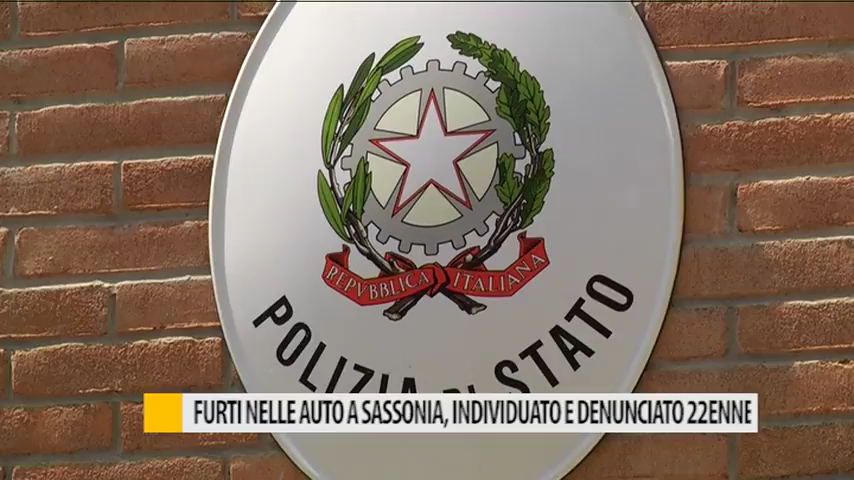 REPVBBLICA ITALIANA
POLIZIA DI STATO
FURTI NELLE AUTO A SASSONIA, INDIVIDUATO E DENUNCIATO 22ENNE